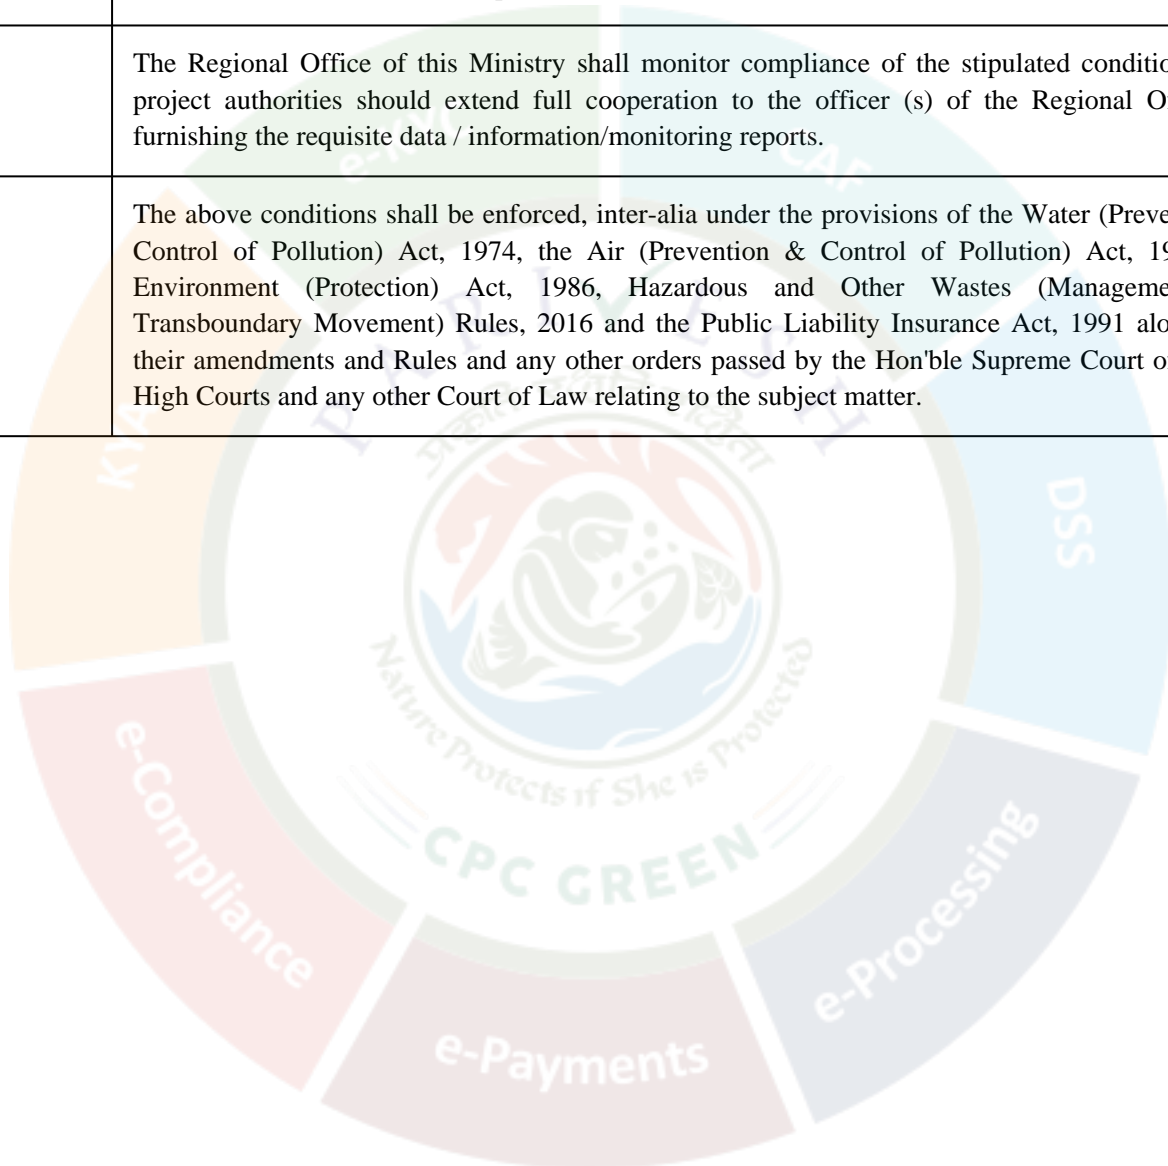 The Regional Office of this Ministry shall monitor compliance of the stipulated conditio
project authorities should extend full cooperation to the officer (s) of the Regional O
furnishing the requisite data / information/monitoring reports.
The above conditions shall be enforced, inter-alia under the provisions of the Water (Preve
Control of Pollution) Act, 1974, the Air (Prevention & Control of Pollution) Act, 19
Environment (Protection) Act, 1986, Hazardous and Other Wastes (Manageme
Transboundary Movement) Rules, 2016 and the Public Liability Insurance Act, 1991 alo
their amendments and Rules and any other orders passed by the Hon'ble Supreme Court o
High Courts and any other Court of Law relating to the subject matter.
e-KYC
CAF
KYA
DSS
PARIVESH
प्रकृतिः रक्षति रक्षिता
Nature Protects if She is Protected
CPC GREEN
e-Compliance
e-Payments
e-Processing